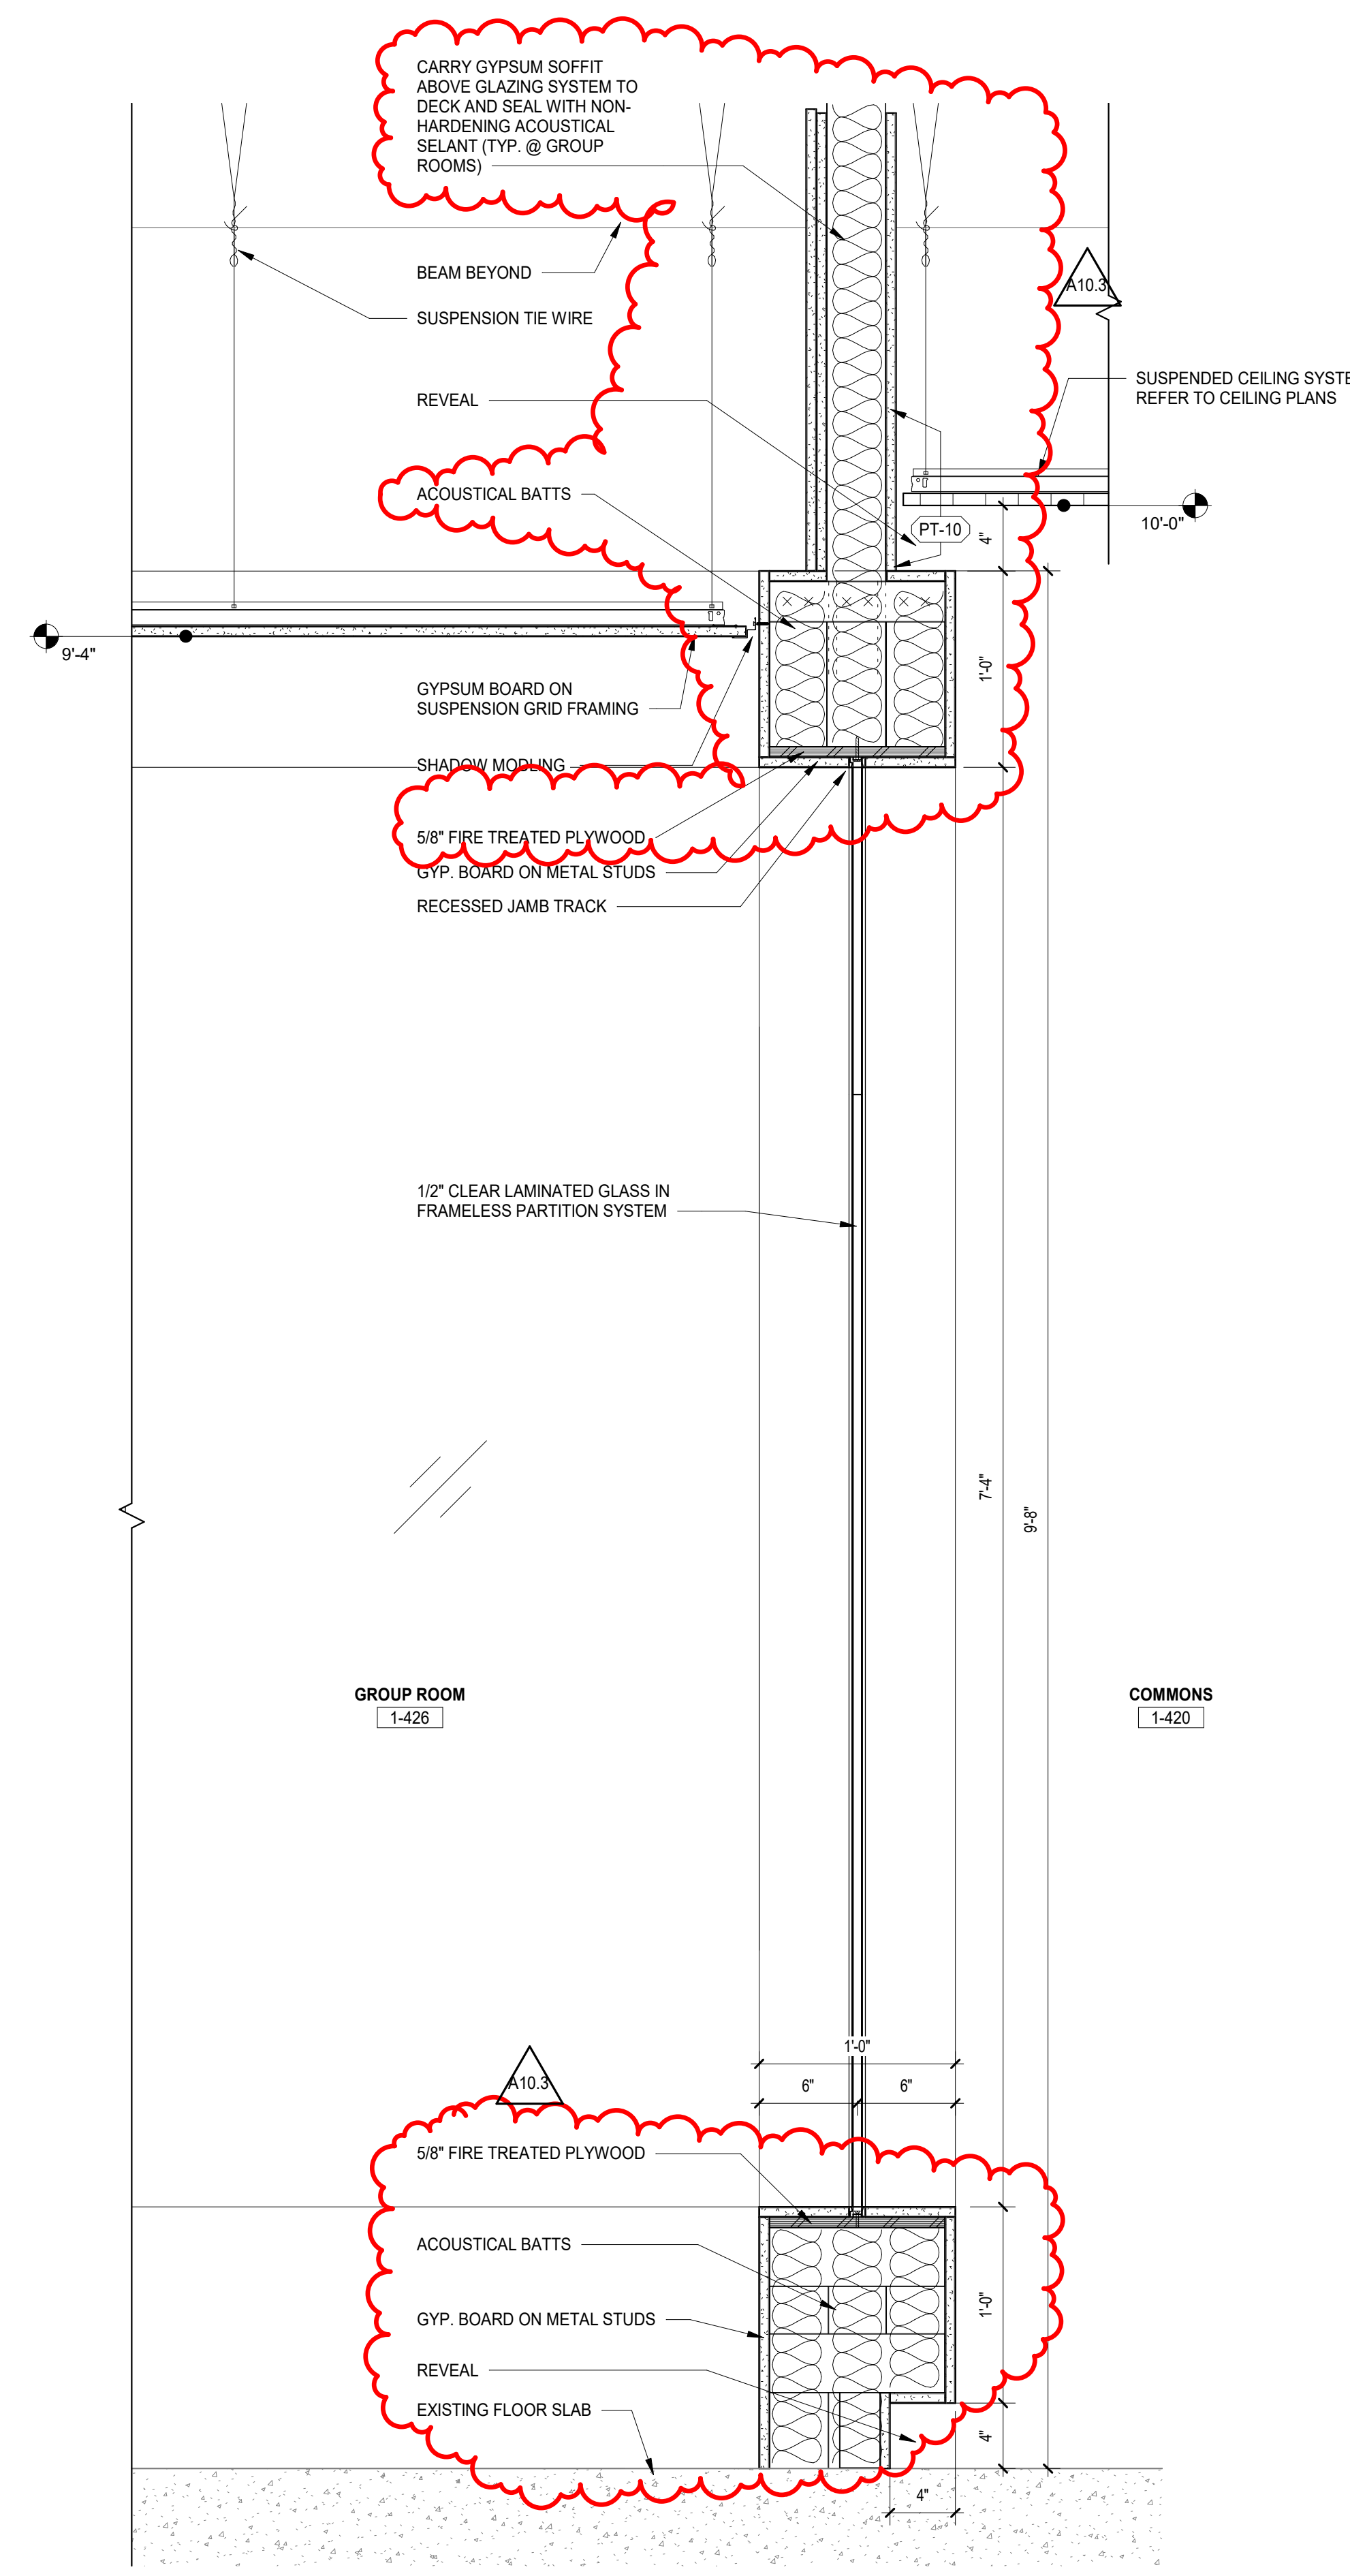 CARRY GYPSUM SOFFIT
ABOVE GLAZING SYSTEM TO
DECK AND SEAL WITH NON-
HARDENING ACOUSTICAL
SELANT (TYP. @ GROUP
ROOMS)
BEAM BEYOND
A10.3
SUSPENSION TIE WIRE
SUSPENDED CEILING SYSTE
REFER TO CEILING PLANS
REVEAL
ACOUSTICAL BATTS
PT-10
10'-0"
4"
9'-4"
1'-0"
GYPSUM BOARD ON
SUSPENSION GRID FRAMING
SHADOW MODLING
5/8" FIRE TREATED PLYWOOD
GYP. BOARD ON METAL STUDS
RECESSED JAMB TRACK
1/2" CLEAR LAMINATED GLASS IN
FRAMELESS PARTITION SYSTEM
7'-4"
9'-8"
GROUP ROOM
1-426
COMMONS
1-420
1'-0"
6"
6"
A10.3
5/8" FIRE TREATED PLYWOOD
ACOUSTICAL BATTS
1'-0"
GYP. BOARD ON METAL STUDS
REVEAL
EXISTING FLOOR SLAB
4"
4"